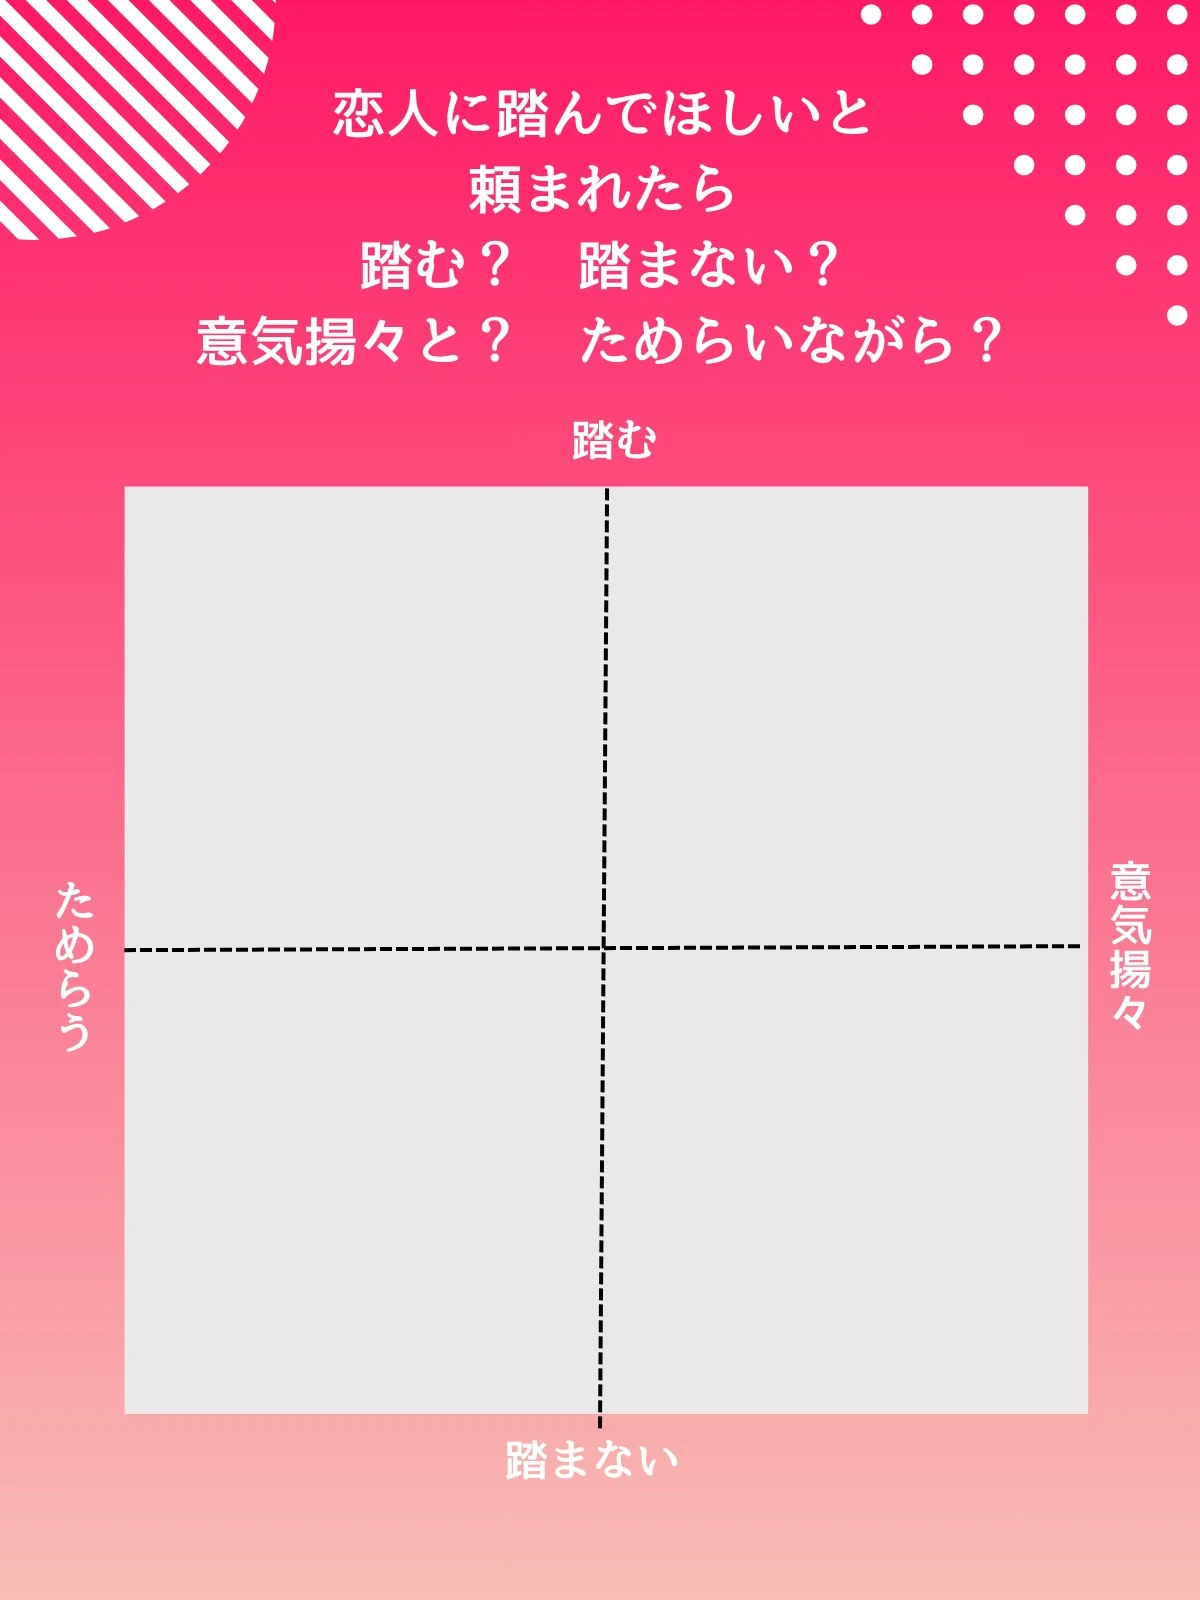 恋人に踏んでほしいと
頼まれたら
踏む？　踏まない？
意気揚々と？　ためらいながら？
踏む
ためらう
意気揚々
踏まない